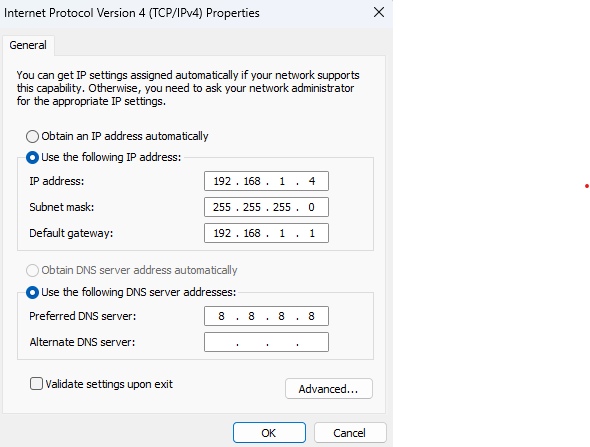 Internet Protocol Version 4 (TCP/IPv4) Properties
General
You can get IP settings assigned automatically if your network supports
this capability. Otherwise, you need to ask your network administrator
for the appropriate IP settings.
Obtain an IP address automatically
Use the following IP address:
IP address: 192 . 168 . 1 . 4
Subnet mask: 255 . 255 . 255 . 0
Default gateway: 192 . 168 . 1 . 1
Obtain DNS server address automatically
Use the following DNS server addresses:
Preferred DNS server: 8 . 8 . 8 . 8
Alternate DNS server: . . .
Validate settings upon exit
Advanced...
OK Cancel